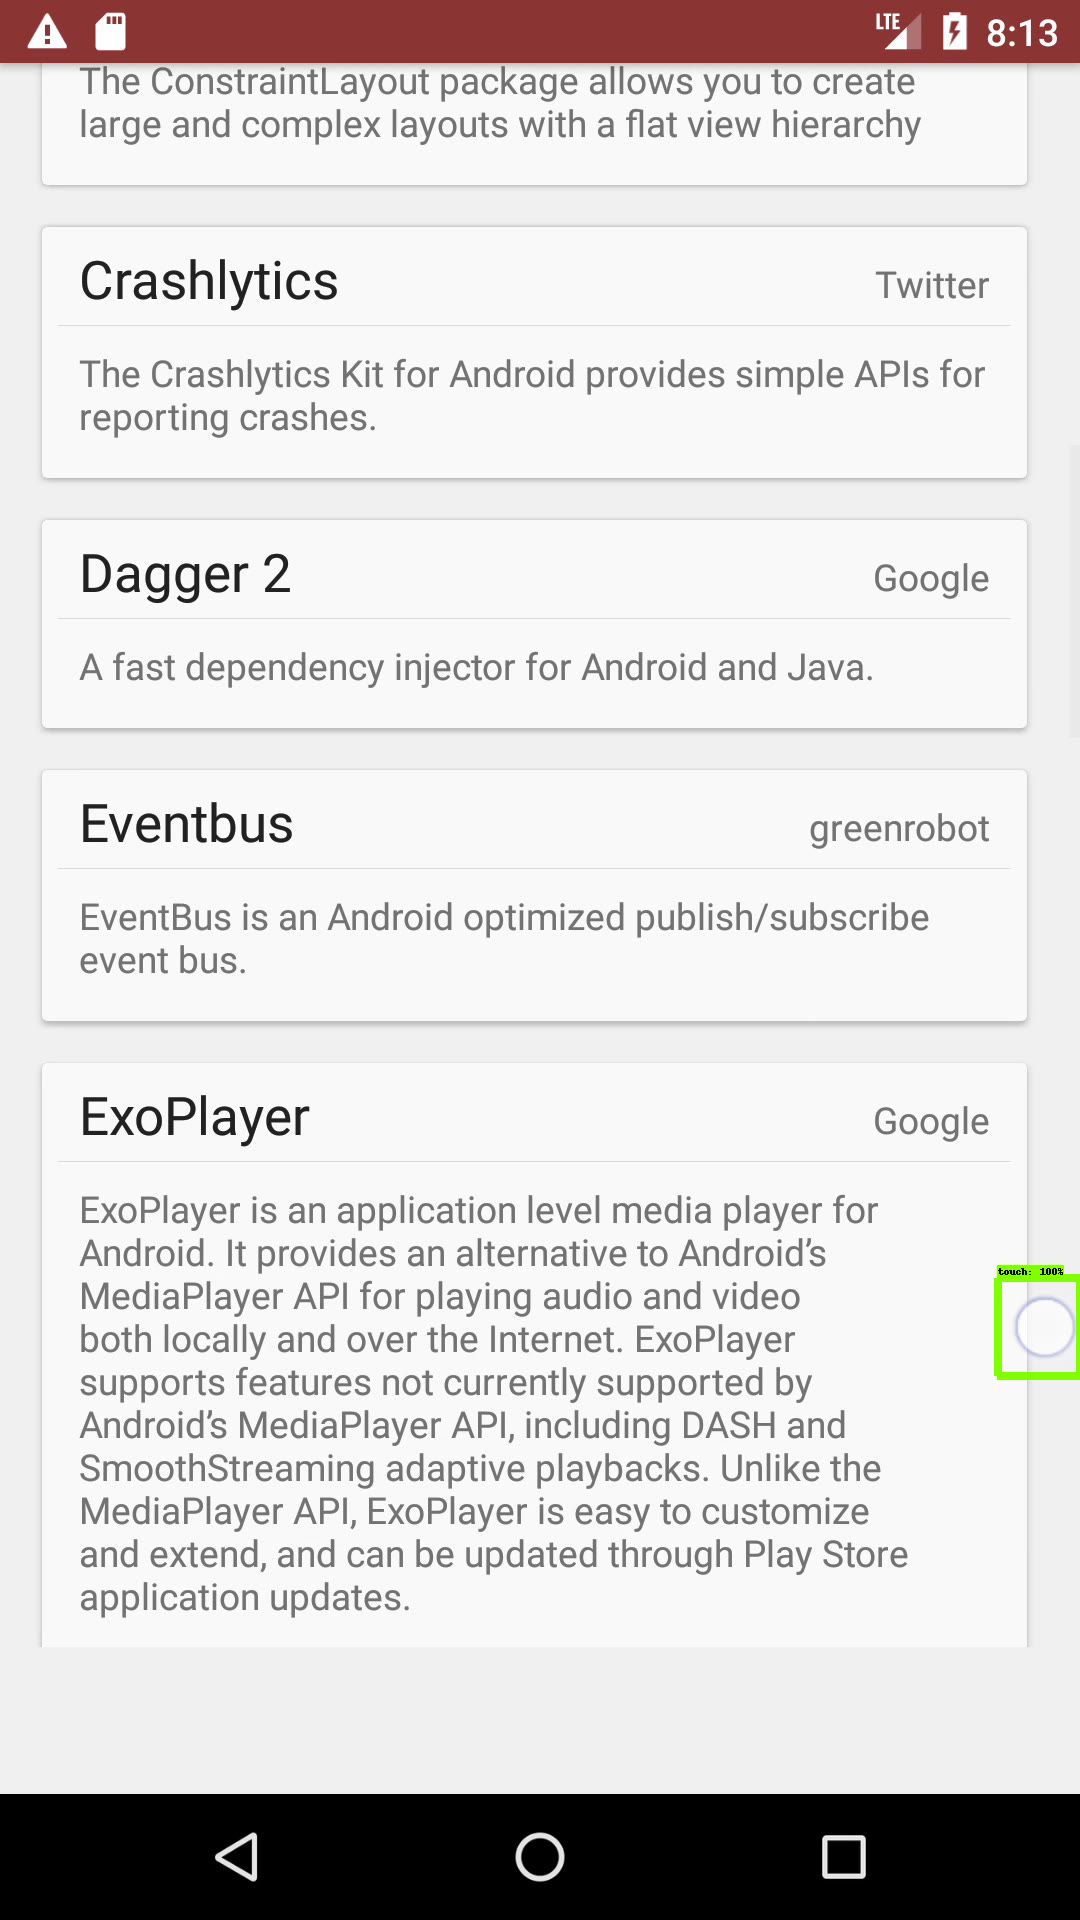 LTE 8:13
The ConstraintLayout package allows you to create
large and complex layouts with a flat view hierarchy
Crashlytics Twitter
The Crashlytics Kit for Android provides simple APIs for
reporting crashes.
Dagger 2 Google
A fast dependency injector for Android and Java.
Eventbus greenrobot
EventBus is an Android optimized publish/subscribe
event bus.
ExoPlayer Google
ExoPlayer is an application level media player for
Android. It provides an alternative to Android’s
MediaPlayer API for playing audio and video
both locally and over the Internet. ExoPlayer
supports features not currently supported by
Android’s MediaPlayer API, including DASH and
SmoothStreaming adaptive playbacks. Unlike the
MediaPlayer API, ExoPlayer is easy to customize
and extend, and can be updated through Play Store
application updates.
touch: 100%